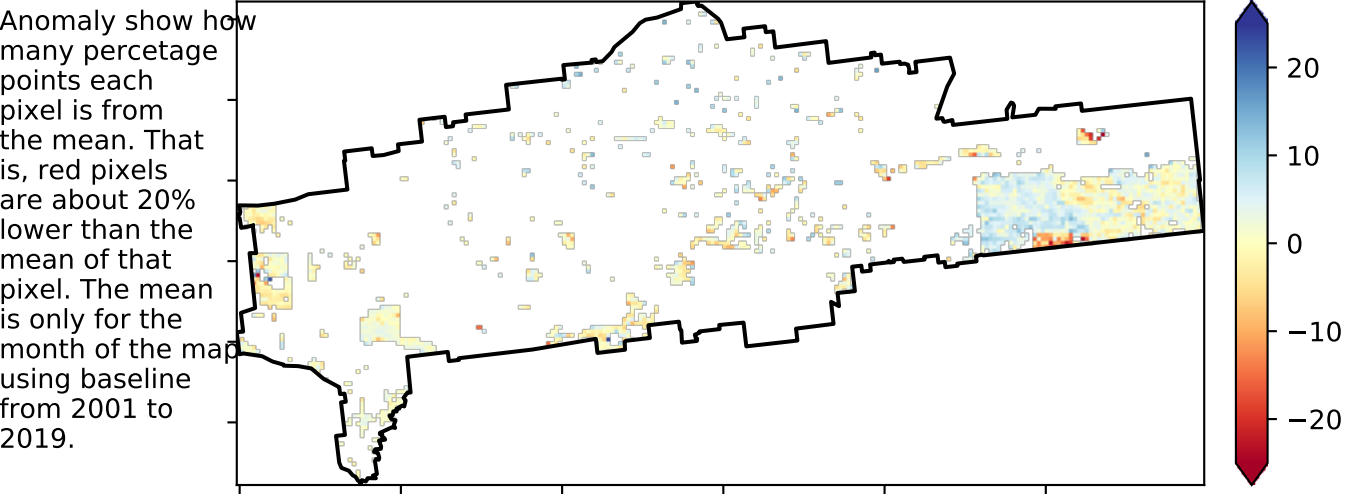 Anomaly show how
many percetage
points each
pixel is from
the mean. That
is, red pixels
are about 20%
lower than the
mean of that
pixel. The mean
is only for the
month of the map
using baseline
from 2001 to
2019.
20
10
0
−10
−20